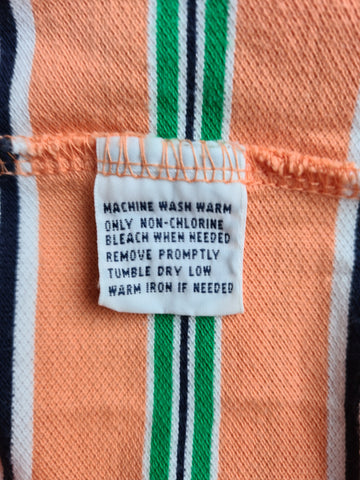 MACHINE WASH WARM
ONLY NON-CHLORINE
BLEACH WHEN NEEDED
REMOVE PROMPTLY
TUMBLE DRY LOW
WARM IRON IF NEEDED